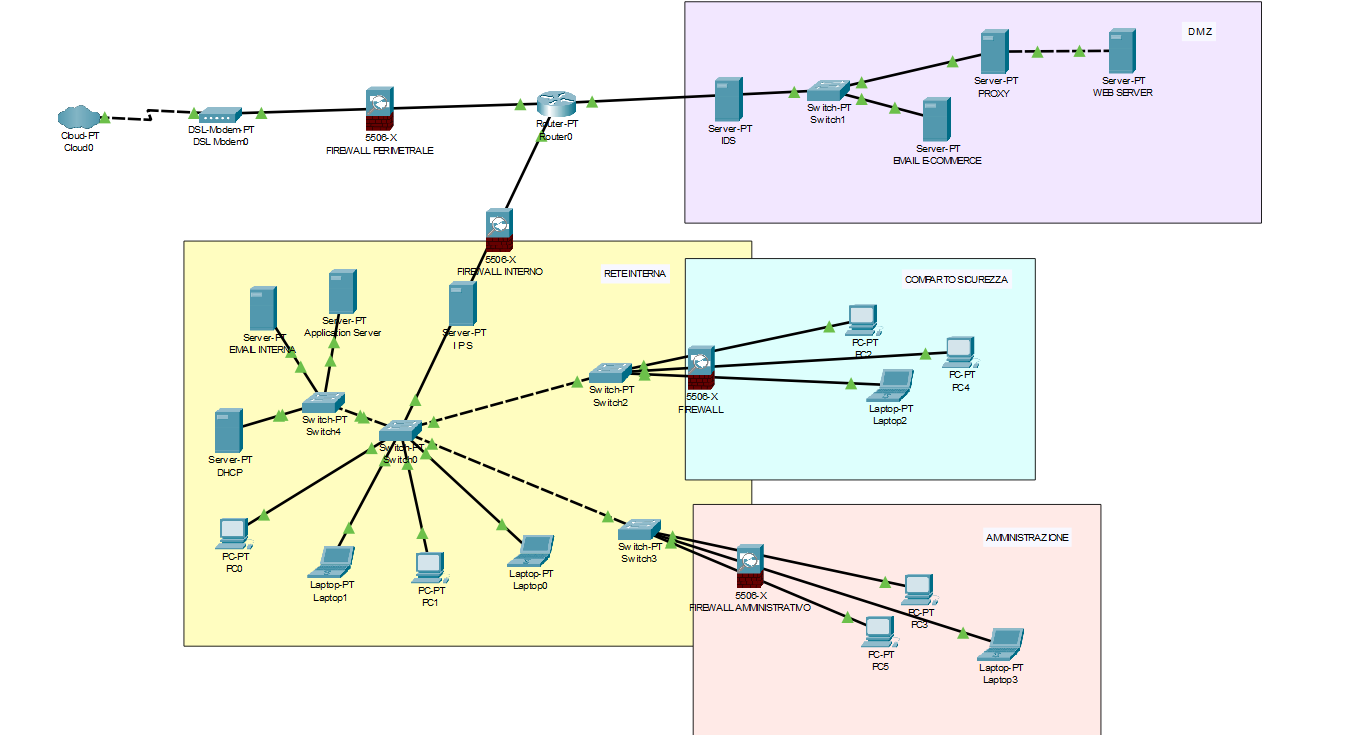 DMZ
Server-PT
PROXY
Server-PT
WEB SERVER
Cloud-PT
Cloud0
DSL-Modem-PT
DSL Modem0
5506-X
FIREWALL PERIMETRALE
Router-PT
Router0
Server-PT
IDS
Switch-PT
Switch1
Server-PT
EMAIL E-COMMERCE
5506-X
FIREWALL INTERNO
RETE INTERNA
COMPARTO SICUREZZA
Server-PT
EMAIL INTERNA
Server-PT
Application Server
Server-PT
I P S
Switch-PT
Switch2
5506-X
FIREWALL
PC-PT
PC2
PC-PT
PC4
Laptop-PT
Laptop2
Switch-PT
Switch4
Switch-PT
Switch0
Server-PT
DHCP
PC-PT
PC0
Laptop-PT
Laptop1
PC-PT
PC1
Laptop-PT
Laptop0
Switch-PT
Switch3
AMMINISTRAZIONE
5506-X
FIREWALL AMMINISTRATIVO
PC-PT
PC3
PC-PT
PC5
Laptop-PT
Laptop3